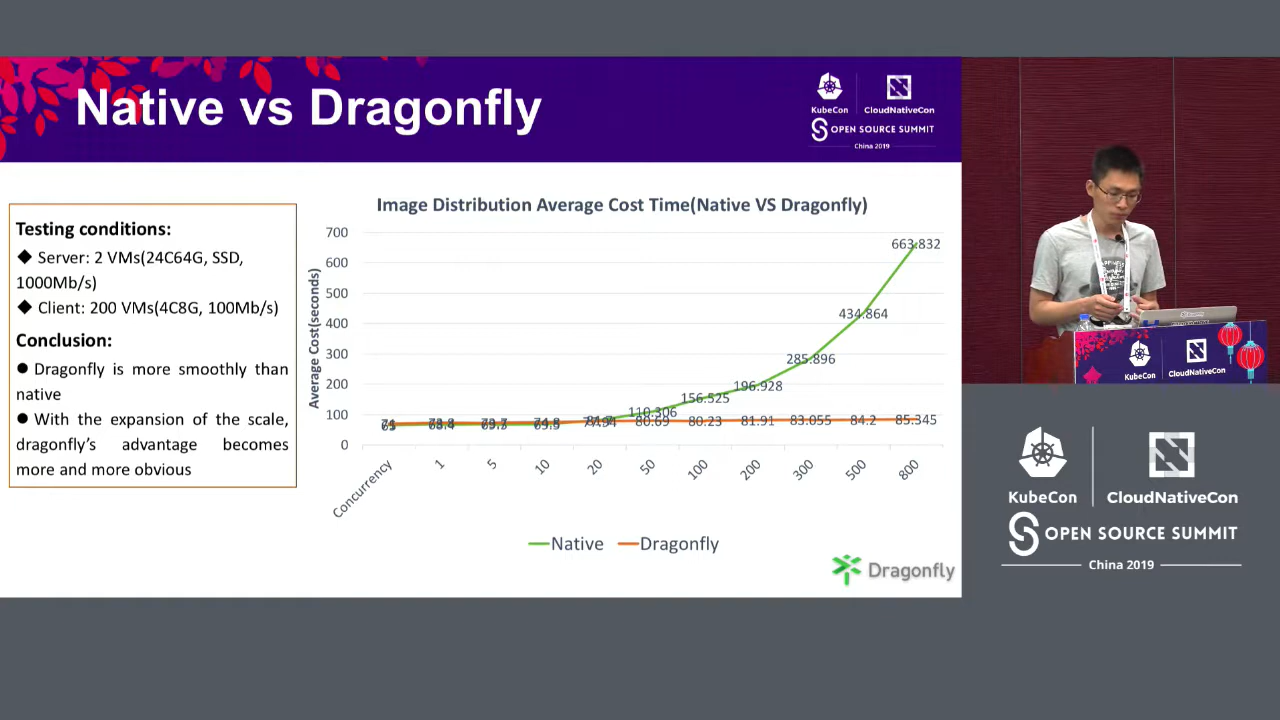 Native vs Dragonfly
KubeCon
CloudNativeCon
OPEN SOURCE SUMMIT
China 2019
Testing conditions:
◆ Server: 2 VMs(24C64G, SSD,
1000Mb/s)
◆ Client: 200 VMs(4C8G, 100Mb/s)
Conclusion:
● Dragonfly is more smoothly than
native
● With the expansion of the scale,
dragonfly's advantage becomes
more and more obvious
Image Distribution Average Cost Time(Native VS Dragonfly)
Average Cost(seconds)
700
600
500
400
300
200
100
0
663.832
434.864
285.896
196.928
156.525
110.306
80.69
80.23
81.91
83.055
84.2
85.345
Concurrency
1
5
10
20
50
100
200
300
500
800
Native
Dragonfly
Dragonfly
KubeCon
CloudNativeCon
KubeCon
CloudNativeCon
OPEN SOURCE SUMMIT
China 2019